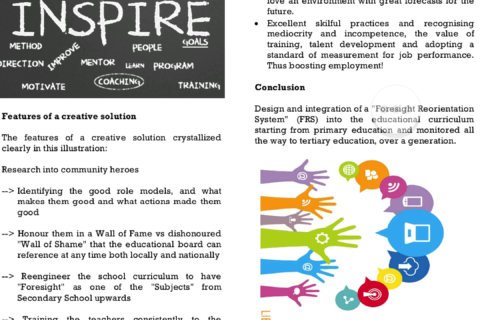 INSPIRE
METHOD
IMPROVE
PEOPLE
GOALS
DIRECTION
MENTOR
LEARN
PROGRAM
COACHING
MOTIVATE
TRAINING
Features of a creative solution
The features of a creative solution crystallized
clearly in this illustration:
Research into community heroes
--> Identifying the good role models, and what
makes them good and what actions made them
good
--> Honour them in a Wall of Fame vs dishonoured
"Wall of Shame" that the educational board can
reference at any time both locally and nationally
--> Reengineer the school curriculum to have
"Foresight" as one of the "Subjects" from
Secondary School upwards
--> Training the teachers consistently to the
love an environment with great forecasts for the
future.
• Excellent skilful practices and recognising
mediocrity and incompetence, the value of
training, talent development and adopting a
standard of measurement for job performance.
Thus boosting employment!
Conclusion
Design and integration of a "Foresight Reorientation
System" (FRS) into the educational curriculum
starting from primary education and monitored all
the way to tertiary education, over a generation.